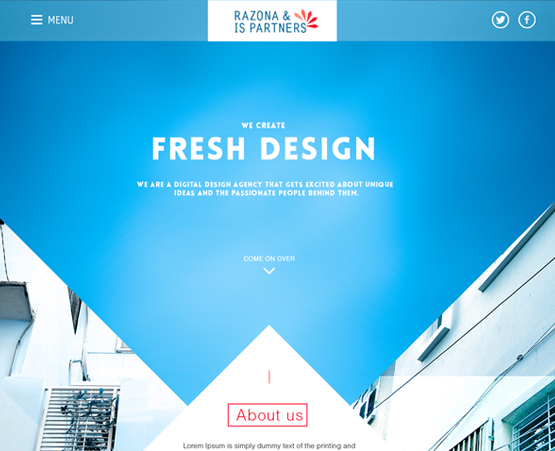 MENU
RAZONA &
IS PARTNERS
WE CREATE
FRESH DESIGN
WE ARE A DIGITAL DESIGN AGENCY THAT GETS EXCITED ABOUT UNIQUE
IDEAS AND THE PASSIONATE PEOPLE BEHIND THEM.
COME ON OVER
About us
Lorem Ipsum is simply dummy text of the printing and